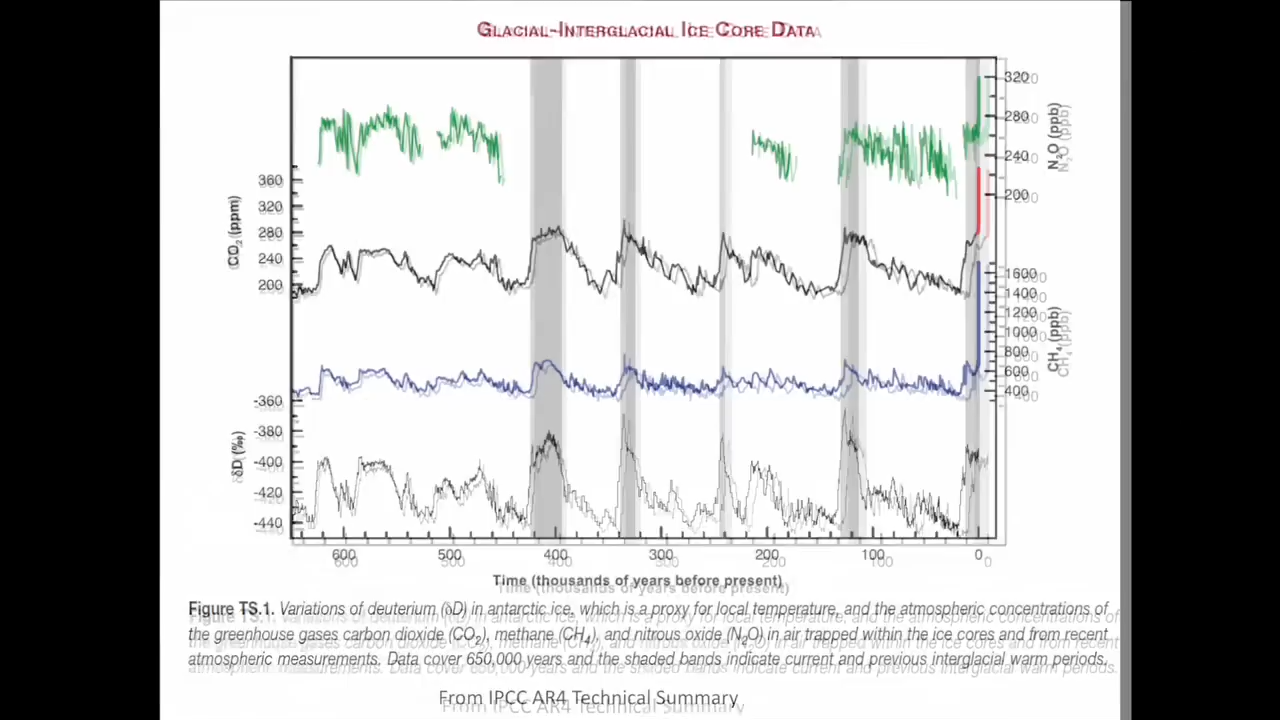 GLACIAL-INTERGLACIAL ICE CORE DATA
320
280
240
200
N₂O (ppb)
360
320
280
240
200
CO₂ (ppm)
1600
1400
1200
1000
800
600
400
CH₄ (ppb)
-360
-380
-400
-420
-440
δD (‰)
600 500 400 300 200 100 0
Time (thousands of years before present)
Figure TS.1. Variations of deuterium (δD) in antarctic ice, which is a proxy for local temperature, and the atmospheric concentrations of
the greenhouse gases carbon dioxide (CO₂), methane (CH₄), and nitrous oxide (N₂O) in air trapped within the ice cores and from recent
atmospheric measurements. Data cover 650,000 years and the shaded bands indicate current and previous interglacial warm periods.
From IPCC AR4 Technical Summary